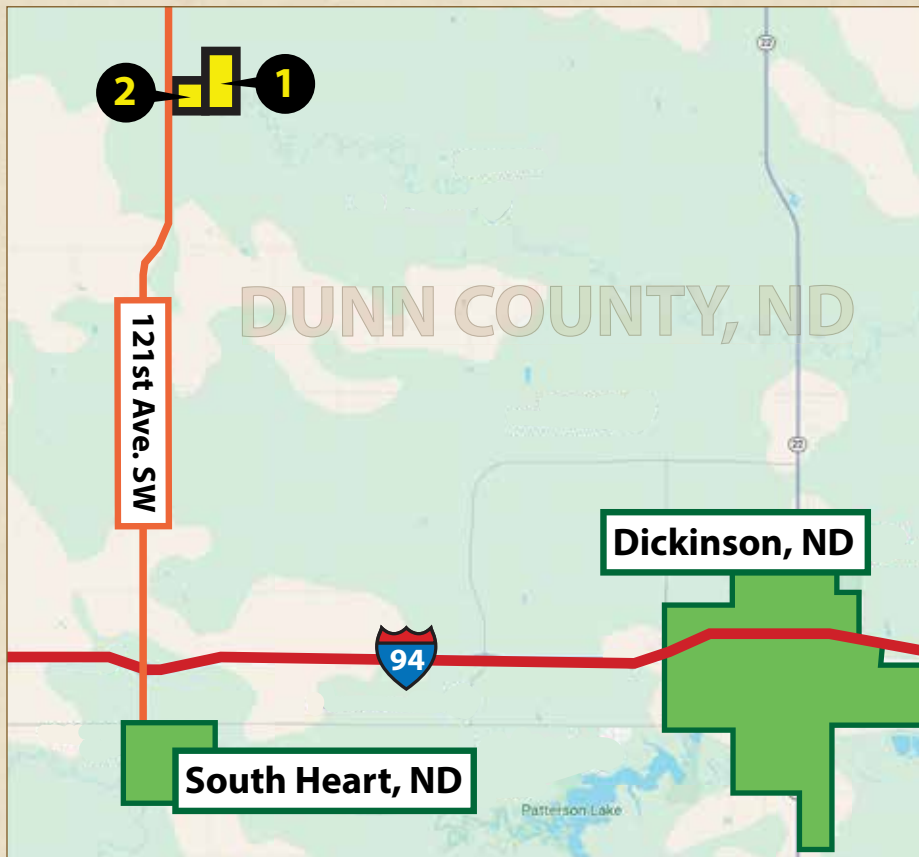 22
2
1
DUNN COUNTY, ND
121st Ave. SW
22
Dickinson, ND
94
South Heart, ND
Patterson Lake